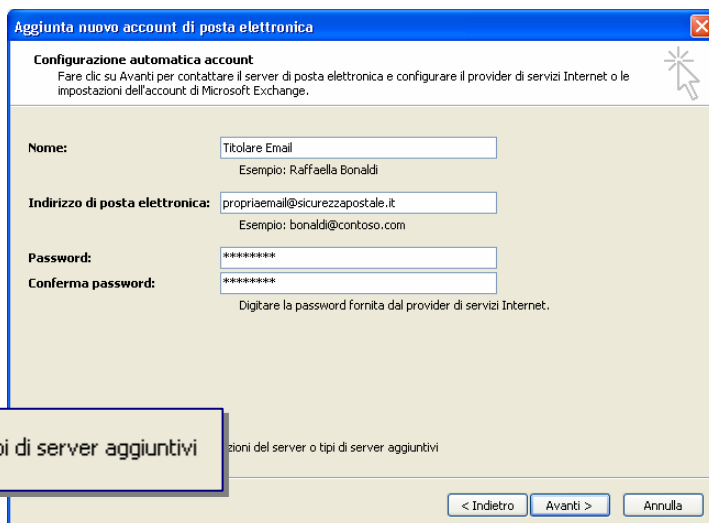 Aggiunta nuovo account di posta elettronica
Configurazione automatica account
Fare clic su Avanti per contattare il server di posta elettronica e configurare il provider di servizi Internet o le
impostazioni dell'account di Microsoft Exchange.
Nome:
Titolare Email
Esempio: Raffaella Bonaldi
Indirizzo di posta elettronica:
propriaemail@sicurezzapostale.it
Esempio: bonaldi@contoso.com
Password:
********
Conferma password:
********
Digitare la password fornita dal provider di servizi Internet.
di server aggiuntivi
del server o tipi di server aggiuntivi
< Indietro
Avanti >
Annulla